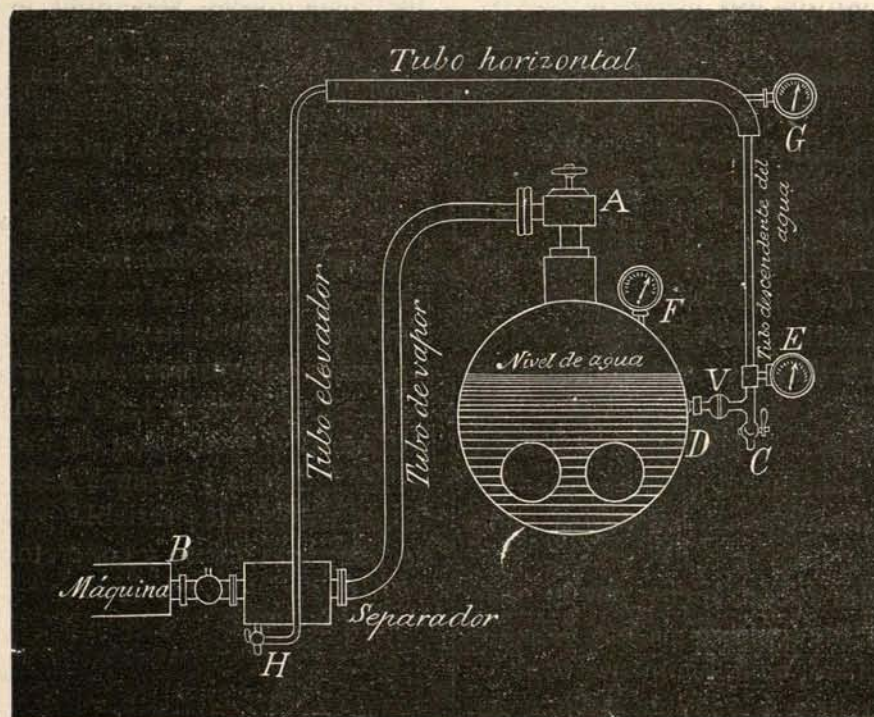 Tubo horizontal
G
Tubo descendente del
agua
A
F
E
Nivel de agua
V
D
C
Tubo elevador
Tubo de vapor
B
Máquina
Separador
H